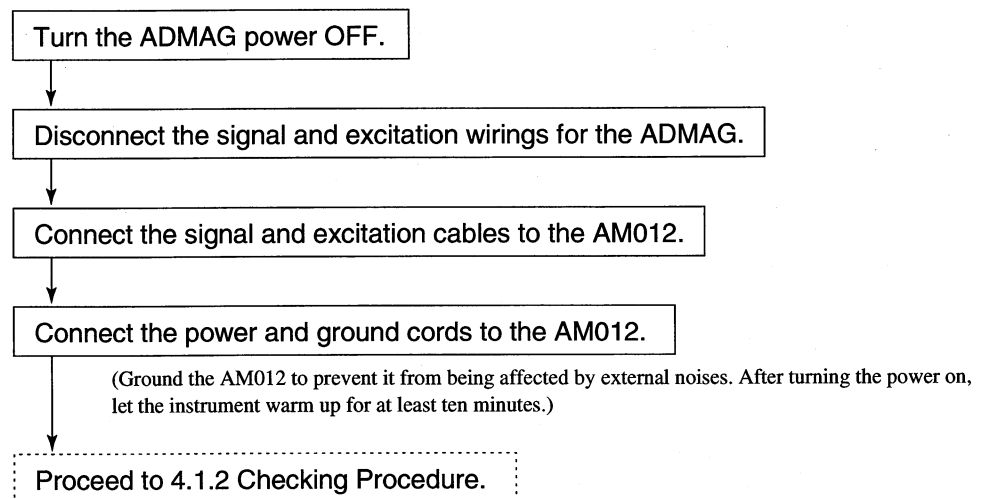 Turn the ADMAG power OFF.
Disconnect the signal and excitation wirings for the ADMAG.
Connect the signal and excitation cables to the AM012.
Connect the power and ground cords to the AM012.
(Ground the AM012 to prevent it from being affected by external noises. After turning the power on,
let the instrument warm up for at least ten minutes.)
Proceed to 4.1.2 Checking Procedure.